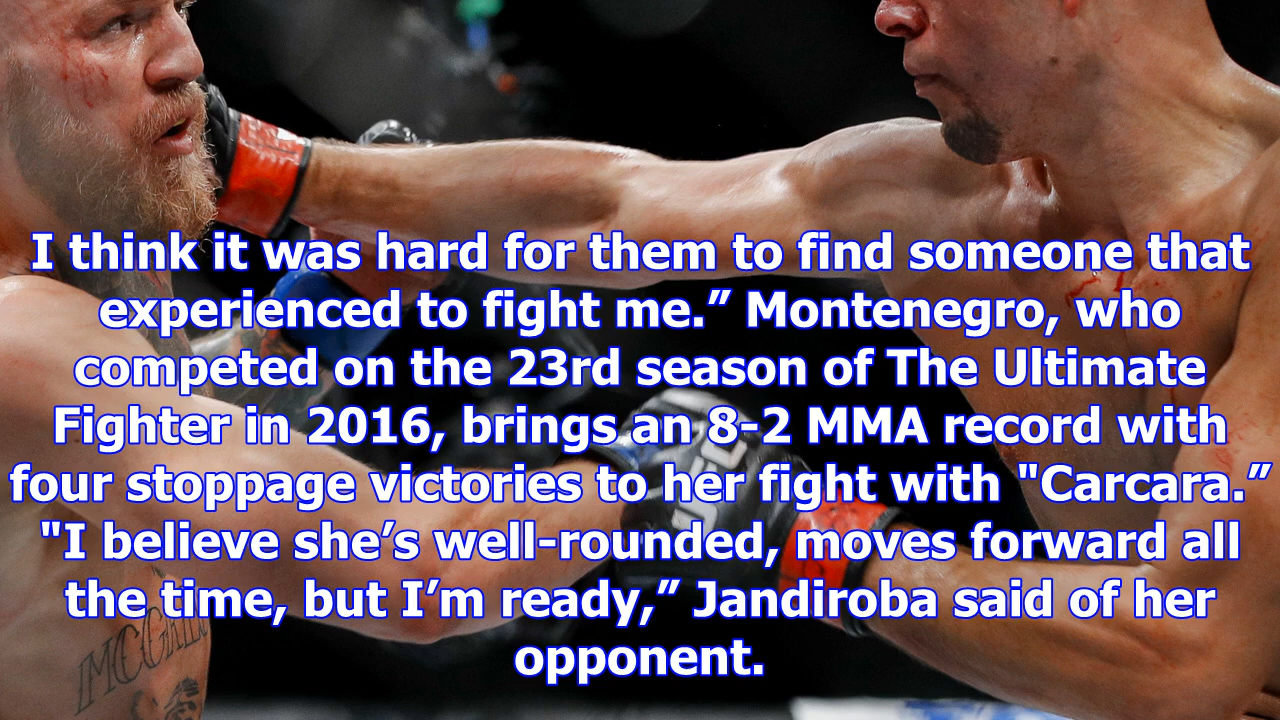 I think it was hard for them to find someone that
experienced to fight me.” Montenegro, who
competed on the 23rd season of The Ultimate
Fighter in 2016, brings an 8-2 MMA record with
four stoppage victories to her fight with "Carcara.”
"I believe she’s well-rounded, moves forward all
the time, but I’m ready,” Jandiroba said of her
opponent.
UFC